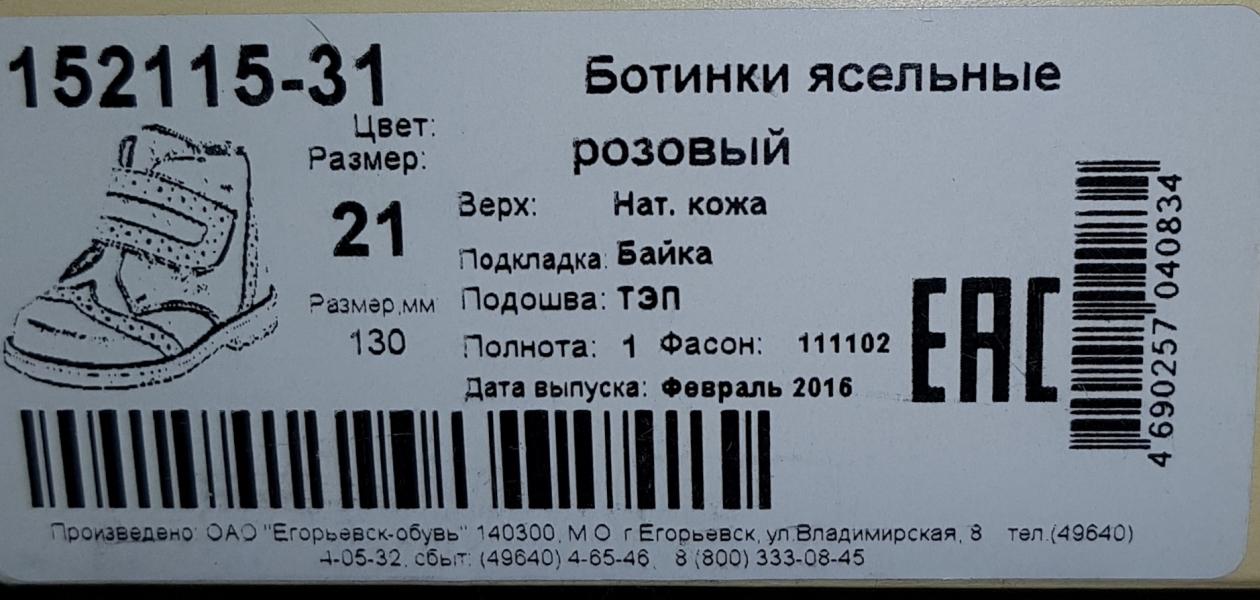 152115-31
Ботинки ясельные
Цвет:
розовый
Размер:
21
Верх: Нат. кожа
Подкладка: Байка
Размер,мм
130
Подошва: ТЭП
Полнота: 1 Фасон: 111102
Дата выпуска: Февраль 2016
EAC
4 690257 040834
Произведено: ОАО "Егорьевск-обувь" 140300, М О г.Егорьевск, ул.Владимирская, 8 тел.(49640)
4-05-32, сбыт: (49640) 4-65-46, 8 (800) 333-08-45